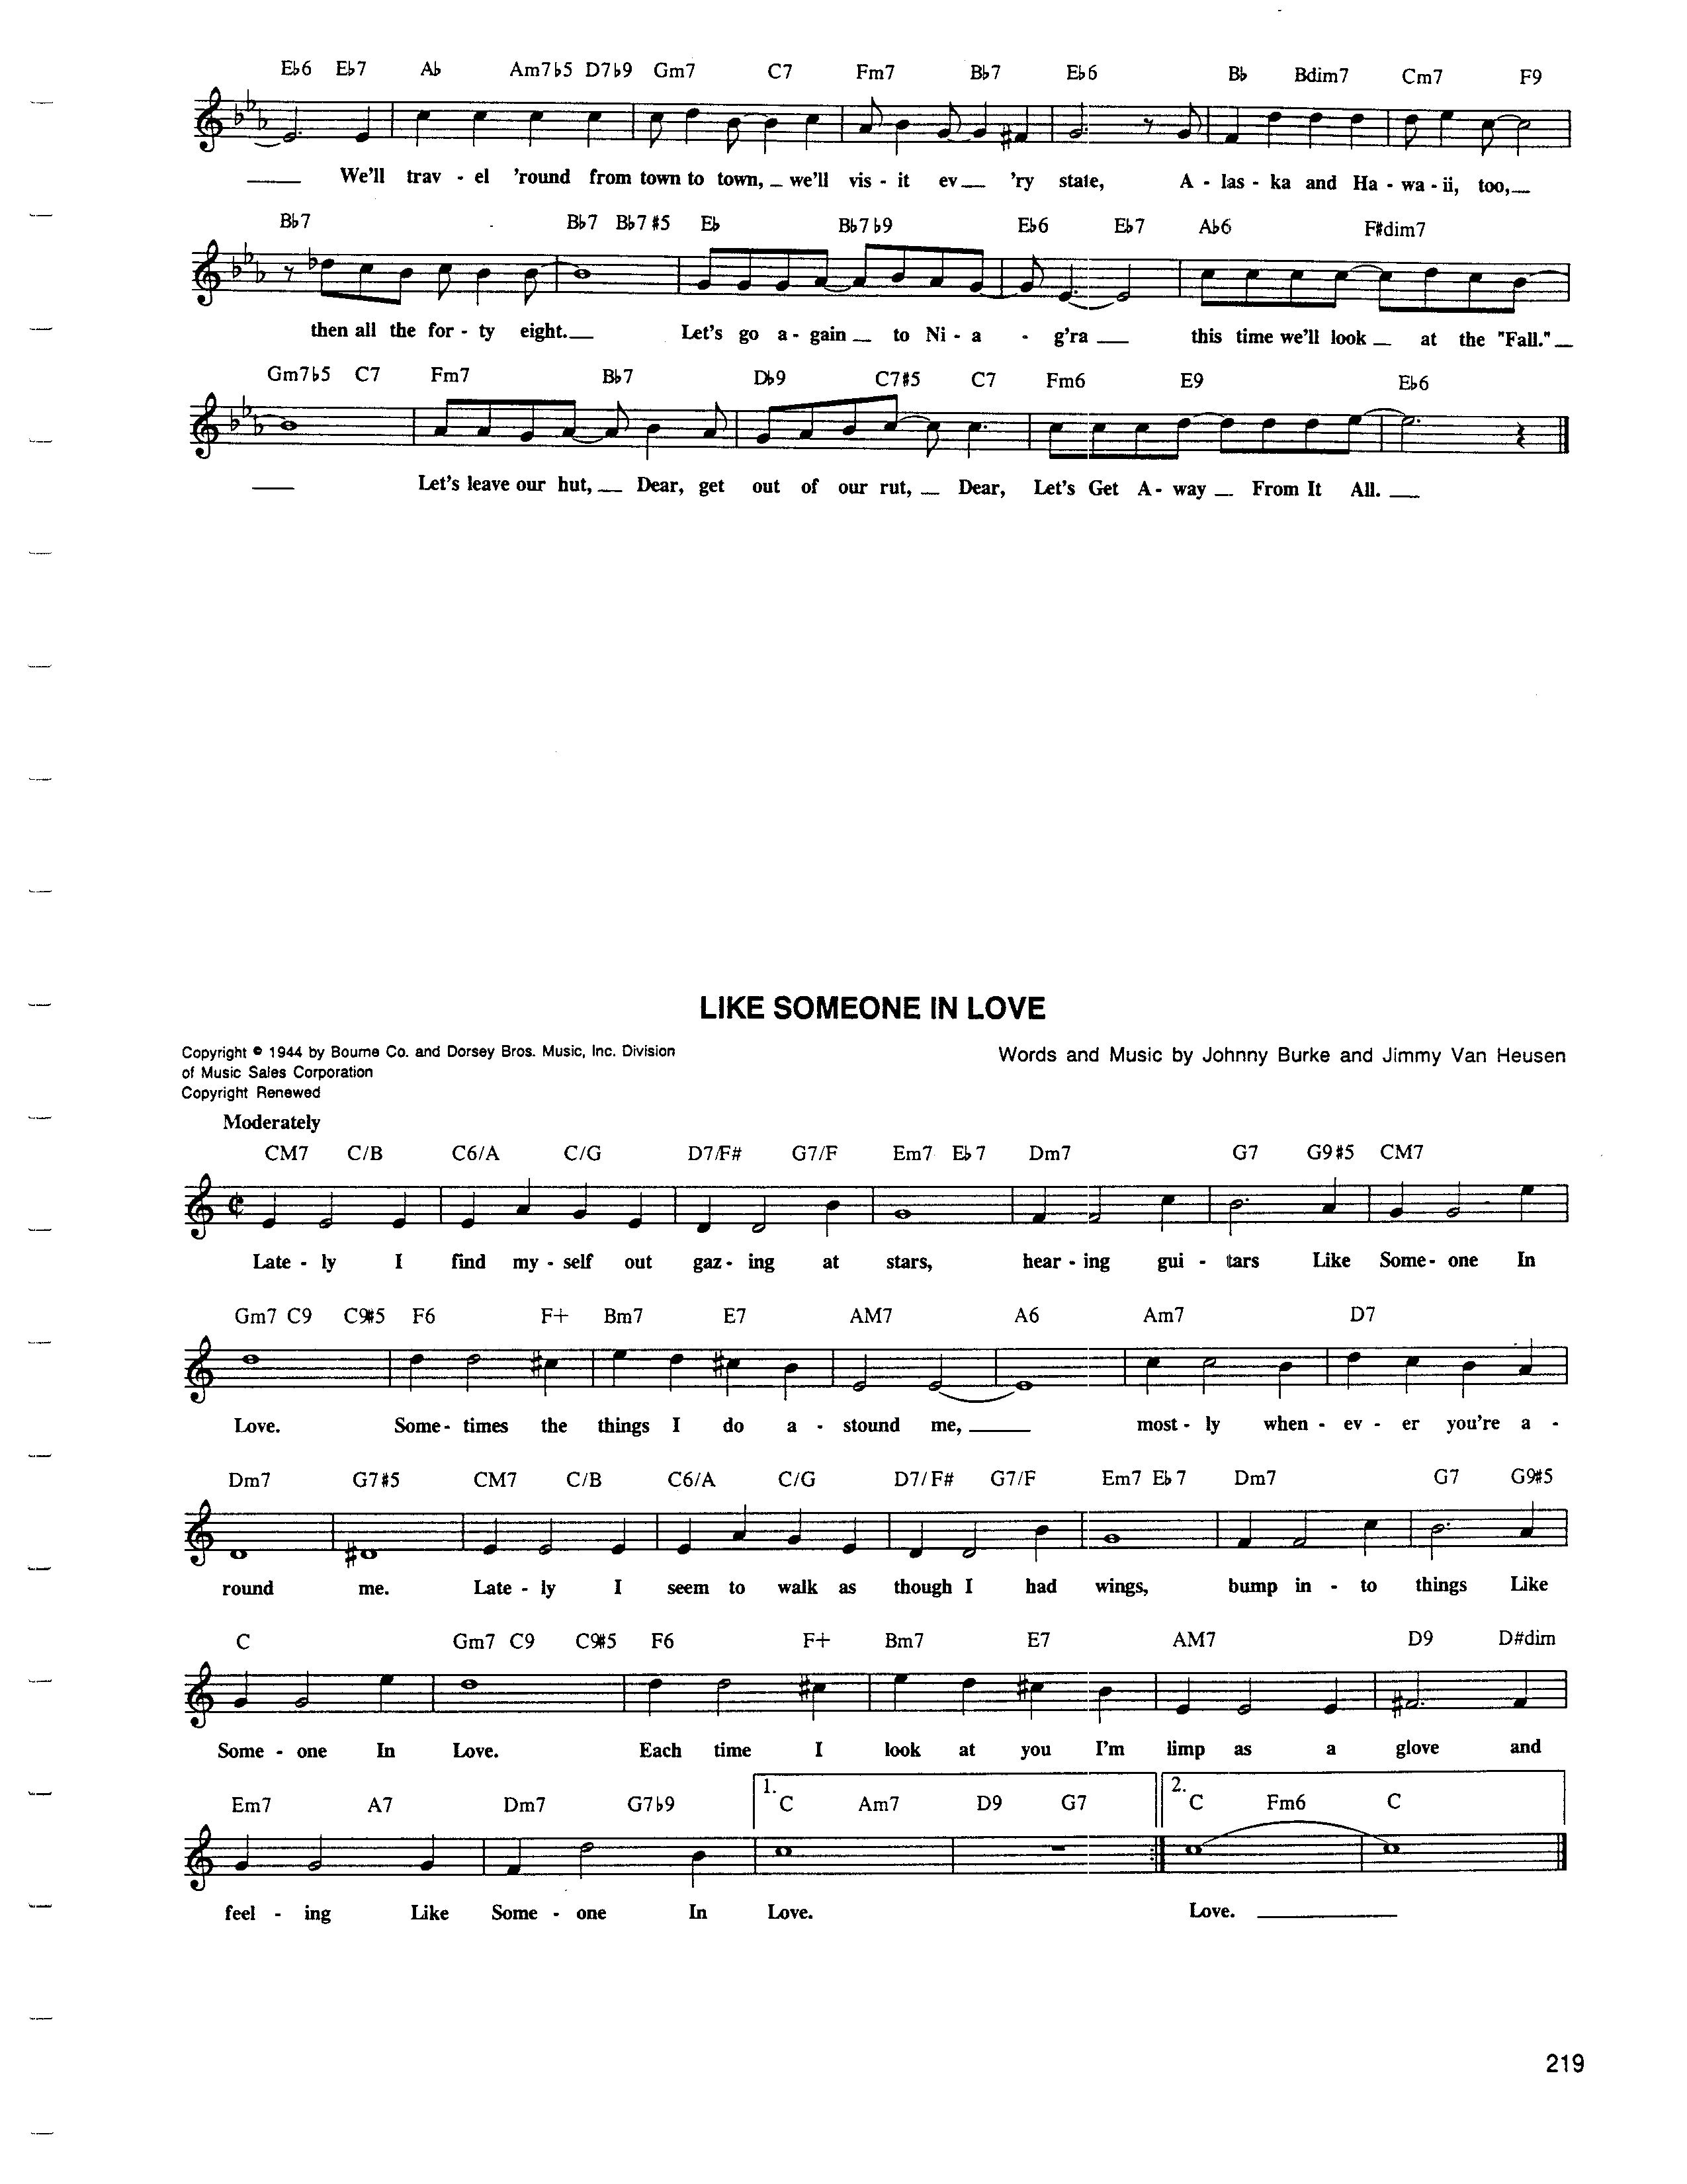 E♭6 E♭7 A♭ Am7♭5 D7♭9 Gm7 C7 Fm7 B♭7 E♭6 B♭ Bdim7 Cm7 F9
We'll trav - el 'round from town to town, we'll vis - it ev 'ry state, A - las - ka and Ha - wa - ii, too,
B♭7 B♭7 B♭7#5 E♭ B♭7♭9 E♭6 E♭7 A♭6 F#dim7
then all the for - ty eight. Let's go a - gain to Ni - a - g'ra this time we'll look at the "Fall."
Gm7♭5 C7 Fm7 B♭7 D♭9 C7#5 C7 Fm6 E9 E♭6
Let's leave our hut, Dear, get out of our rut, Dear, Let's Get A - way From It All.
LIKE SOMEONE IN LOVE
Copyright © 1944 by Bourne Co. and Dorsey Bros. Music, Inc. Division
of Music Sales Corporation
Copyright Renewed
Words and Music by Johnny Burke and Jimmy Van Heusen
Moderately
CM7 C/B C6/A C/G D7/F# G7/F Em7 E♭7 Dm7 G7 G9#5 CM7
Late - ly I find my - self out gaz - ing at stars, hear - ing gui - tars Like Some - one In
Gm7 C9 C9#5 F6 F+ Bm7 E7 AM7 A6 Am7 D7
Love. Some - times the things I do a - stound me, most - ly when - ev - er you're a -
Dm7 G7#5 CM7 C/B C6/A C/G D7/F# G7/F Em7 E♭7 Dm7 G7 G9#5
round me. Late - ly I seem to walk as though I had wings, bump in - to things Like
C Gm7 C9 C9#5 F6 F+ Bm7 E7 AM7 D9 D#dim
Some - one In Love. Each time I look at you I'm limp as a glove and
1. 2.
Em7 A7 Dm7 G7♭9 C Am7 D9 G7 C Fm6 C
feel - ing Like Some - one In Love. Love.
219